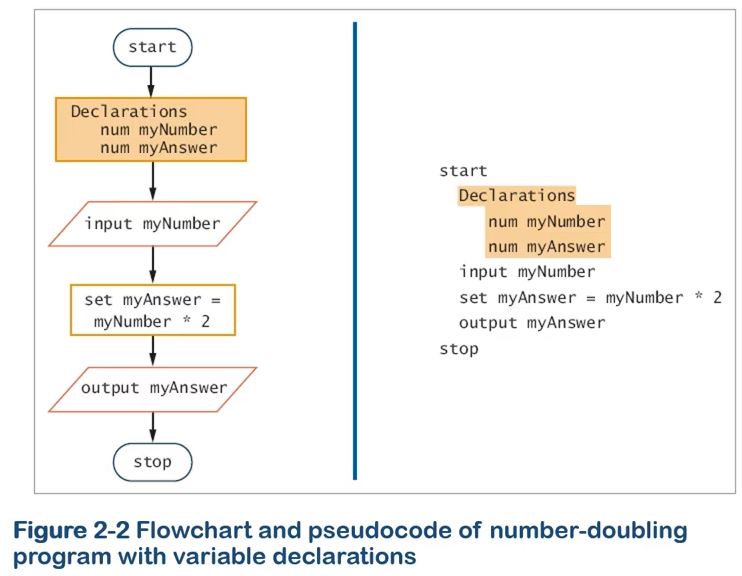 start
Declarations
num myNumber
num myAnswer
input myNumber
set myAnswer =
myNumber * 2
output myAnswer
stop
start
Declarations
num myNumber
num myAnswer
input myNumber
set myAnswer = myNumber * 2
output myAnswer
stop
Figure 2-2 Flowchart and pseudocode of number-doubling
program with variable declarations